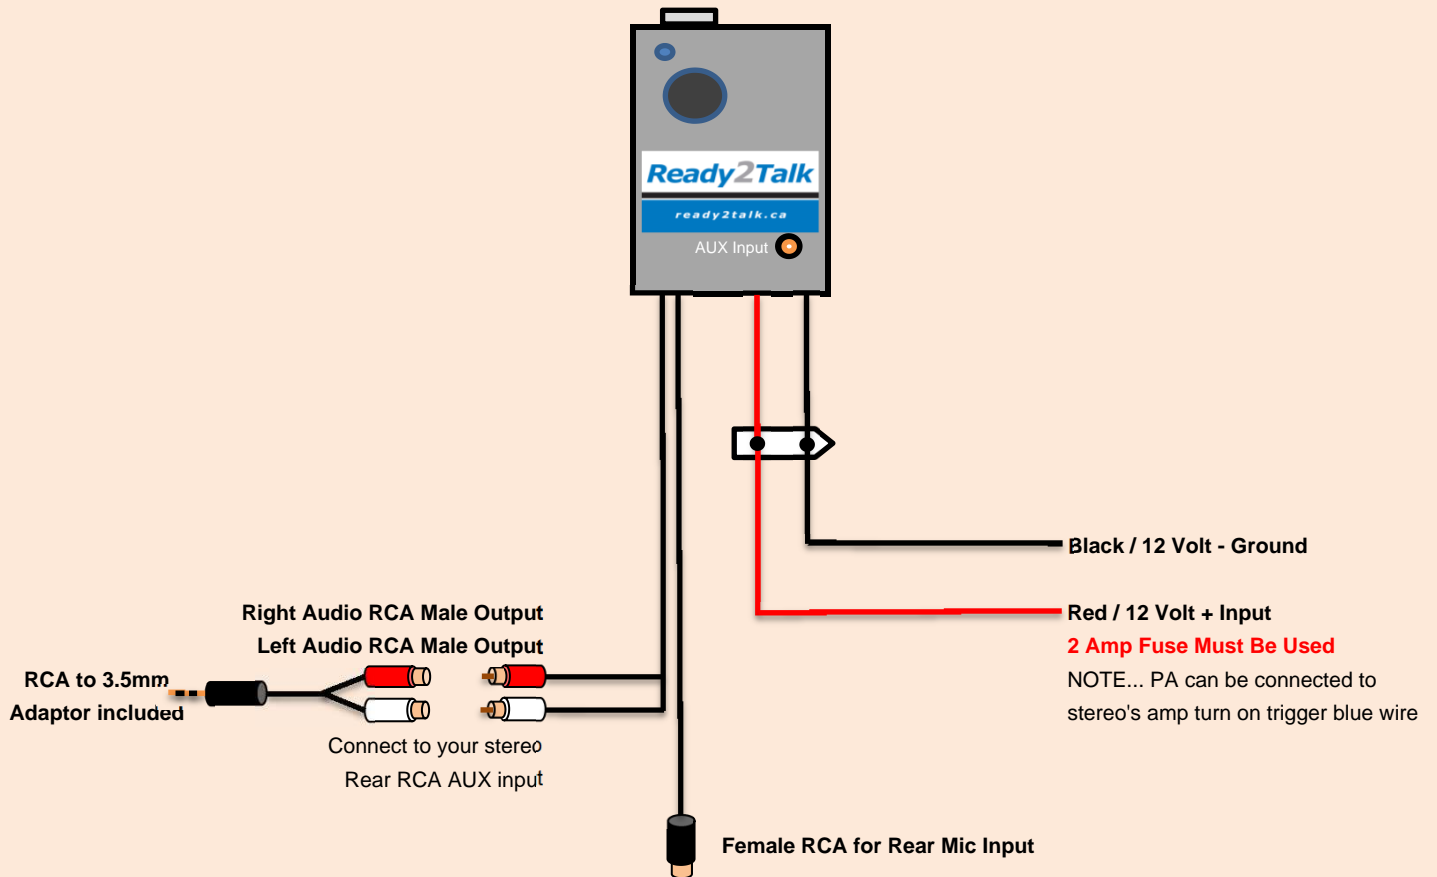 Ready2Talk
ready2talk.ca
AUX Input
Black / 12 Volt - Ground
Right Audio RCA Male Output
Left Audio RCA Male Output
Red / 12 Volt + Input
2 Amp Fuse Must Be Used
NOTE... PA can be connected to
stereo's amp turn on trigger blue wire
RCA to 3.5mm
Adaptor included
Connect to your stereo
Rear RCA AUX input
Female RCA for Rear Mic Input